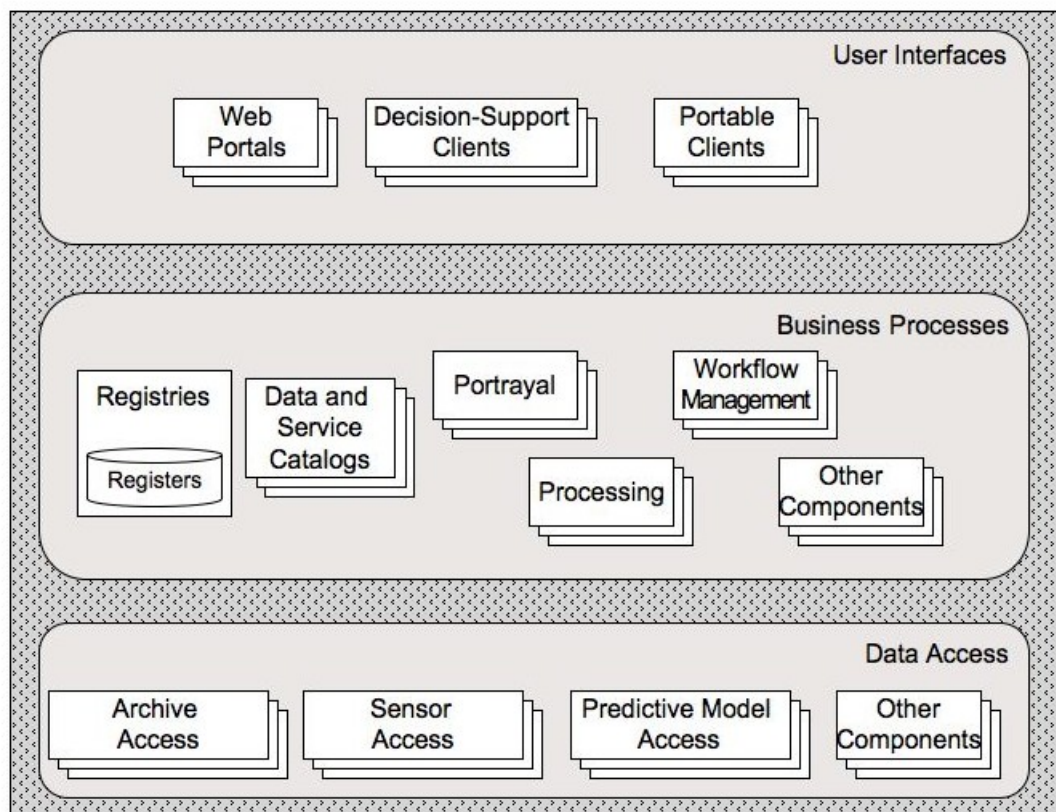 User Interfaces
Web
Portals
Decision-Support
Clients
Portable
Clients
Business Processes
Registries
Registers
Data and
Service
Catalogs
Portrayal
Workflow
Management
Processing
Other
Components
Data Access
Archive
Access
Sensor
Access
Predictive Model
Access
Other
Components